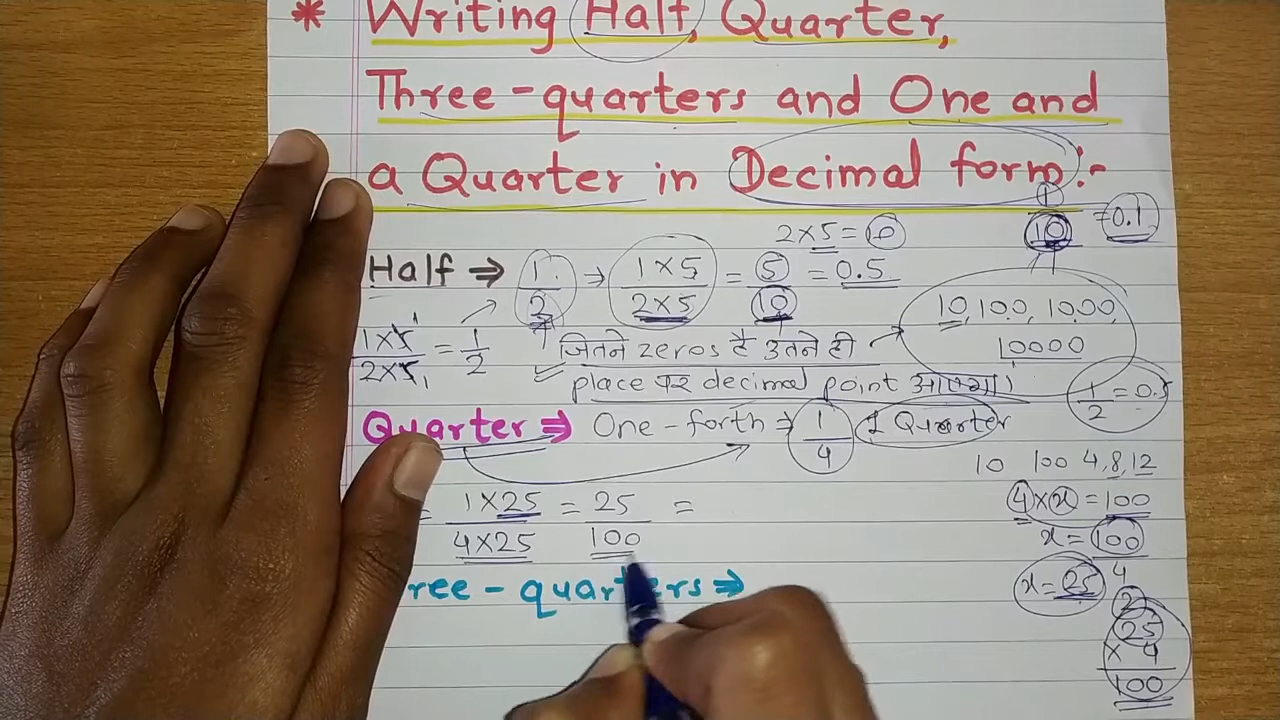 * Writing Half, Quarter,
Three-quarters and One and
a Quarter in Decimal form :-
1/10 = 0.1
2×5=10
Half ⇒ 1/2 → 1×5/2×5 = 5/10 = 0.5
10, 100, 1000,
10000
1×5/2×5 = 1/2
जितने zeros है उतने ही
place पर decimal point आएगा।
1/2 = 0.5
Quarter ⇒ One-forth ⇒ 1/4 1 Quarter
10 100 4,8,12
= 1×25/4×25 = 25/100 =
4×x=100
x=100/4
x=25
2
25
×4
100
ree-quarters ⇒